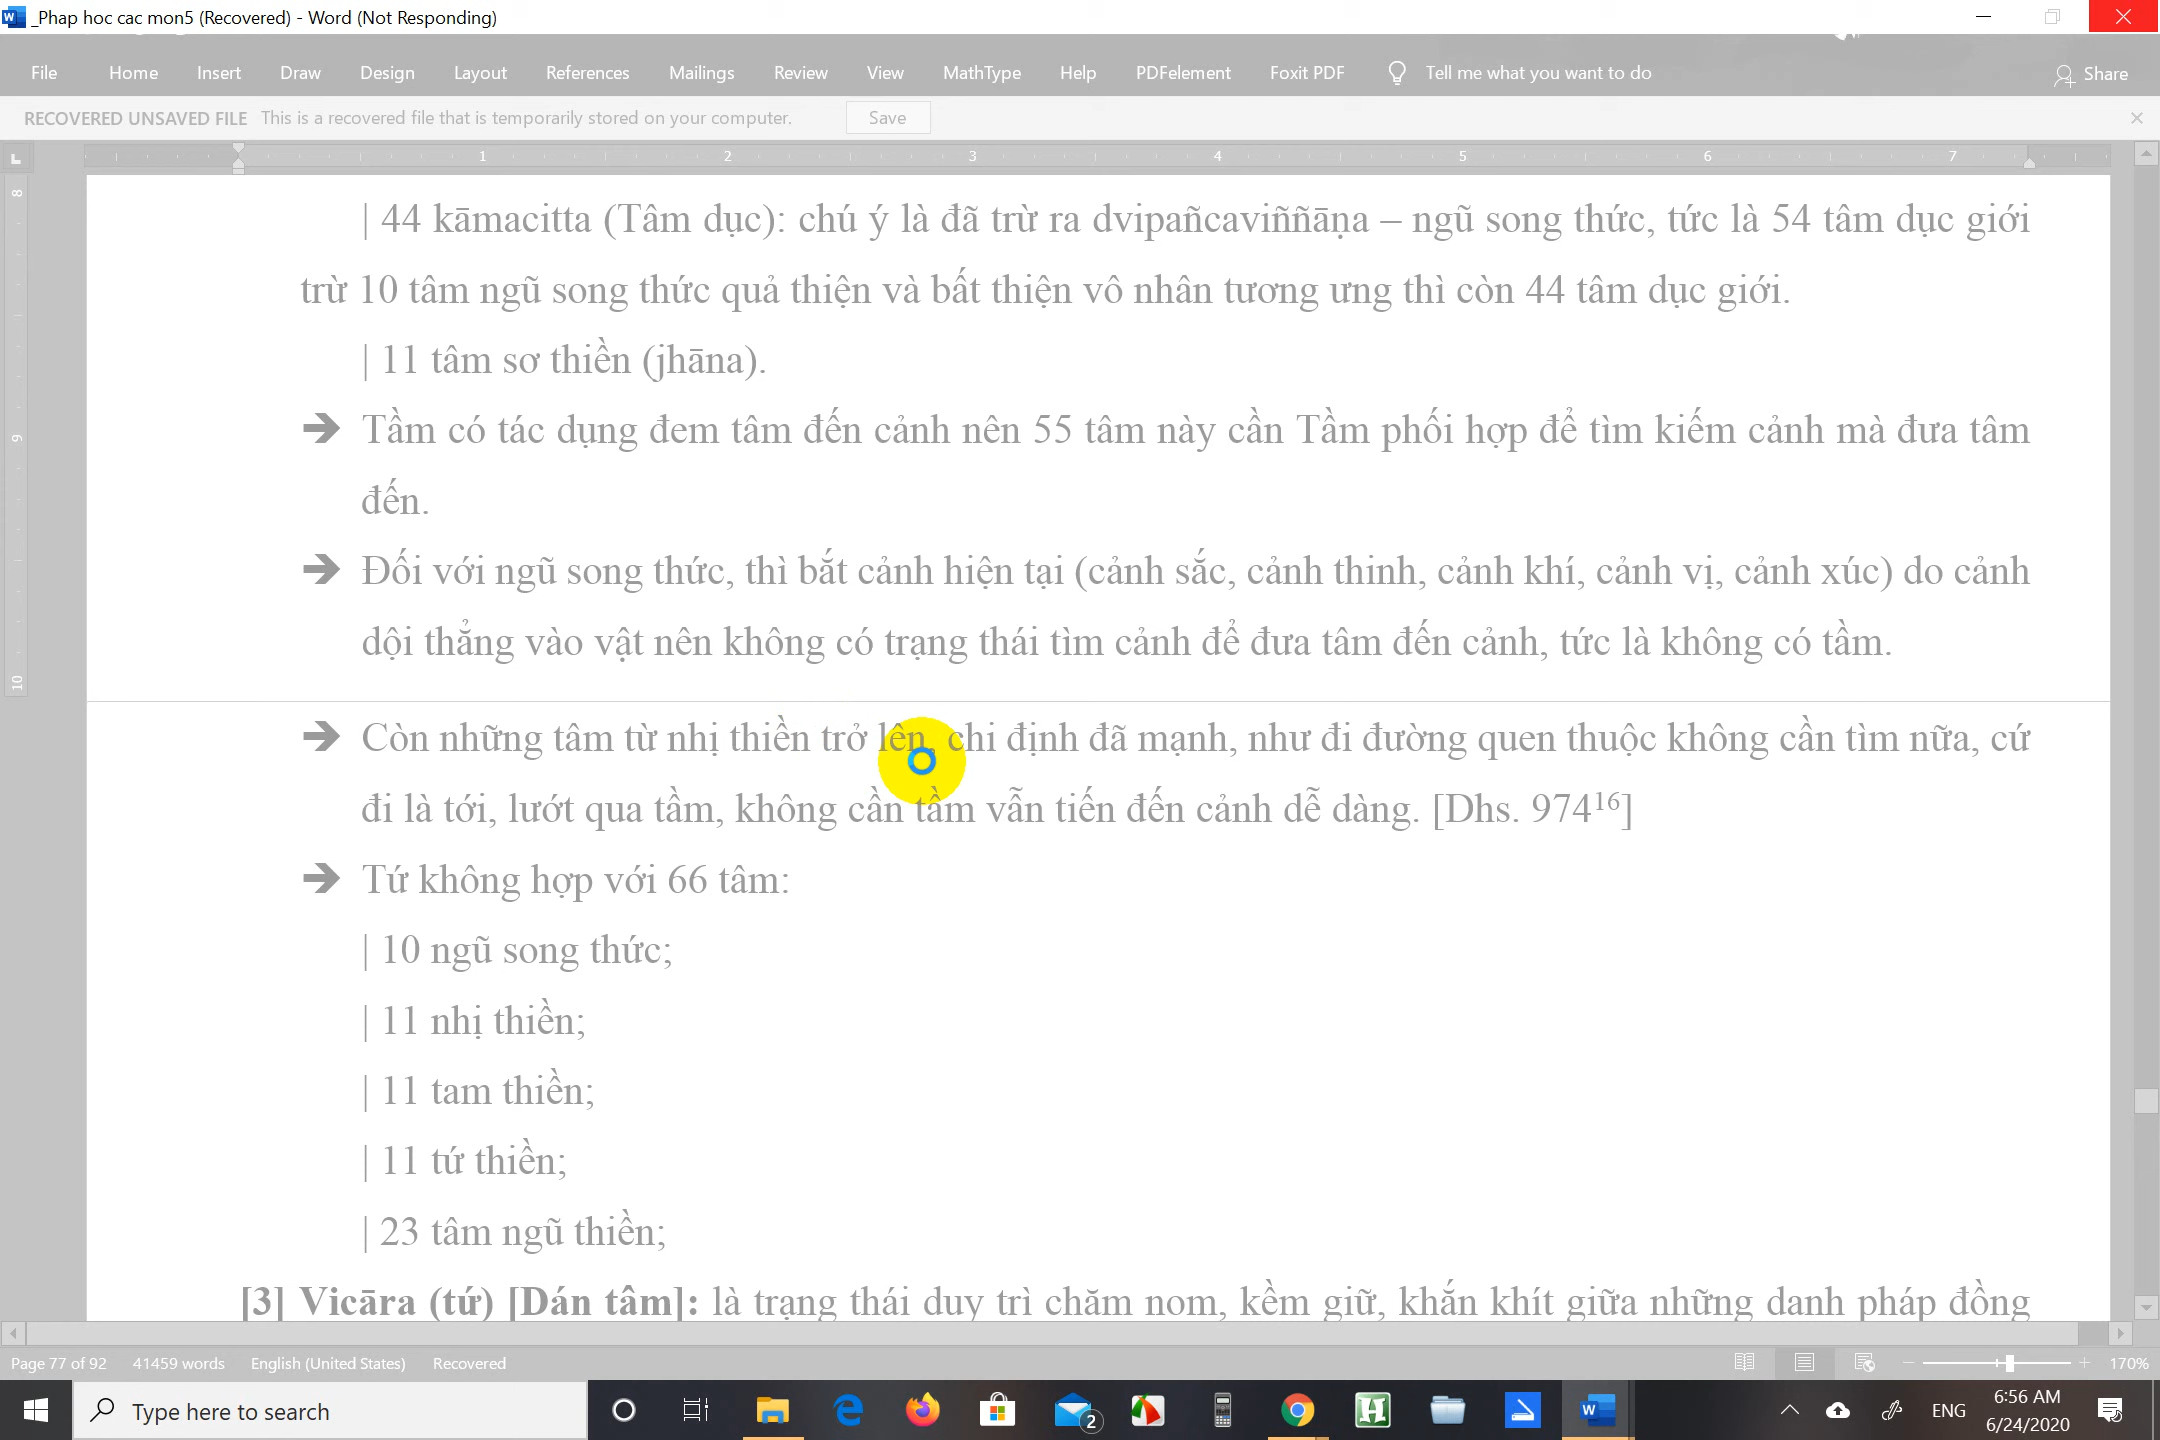 _Phap hoc cac mon5 (Recovered) - Word (Not Responding)
File Home Insert Draw Design Layout References Mailings Review View MathType Help PDFelement Foxit PDF Tell me what you want to do Share
RECOVERED UNSAVED FILE This is a recovered file that is temporarily stored on your computer. Save
1 2 3 4 5 6 7
8
9
10
| 44 kāmacitta (Tâm dục): chú ý là đã trừ ra dvipañcaviññāṇa – ngũ song thức, tức là 54 tâm dục giới
trừ 10 tâm ngũ song thức quả thiện và bất thiện vô nhân tương ưng thì còn 44 tâm dục giới.
| 11 tâm sơ thiền (jhāna).
➔ Tầm có tác dụng đem tâm đến cảnh nên 55 tâm này cần Tầm phối hợp để tìm kiếm cảnh mà đưa tâm
đến.
➔ Đối với ngũ song thức, thì bắt cảnh hiện tại (cảnh sắc, cảnh thinh, cảnh khí, cảnh vị, cảnh xúc) do cảnh
dội thẳng vào vật nên không có trạng thái tìm cảnh để đưa tâm đến cảnh, tức là không có tầm.
➔ Còn những tâm từ nhị thiền trở lên, chi định đã mạnh, như đi đường quen thuộc không cần tìm nữa, cứ
đi là tới, lướt qua tầm, không cần tầm vẫn tiến đến cảnh dễ dàng. [Dhs. 974¹⁶]
➔ Tứ không hợp với 66 tâm:
| 10 ngũ song thức;
| 11 nhị thiền;
| 11 tam thiền;
| 11 tứ thiền;
| 23 tâm ngũ thiền;
[3] Vicāra (tứ) [Dán tâm]: là trạng thái duy trì chăm nom, kềm giữ, khắn khít giữa những danh pháp đồng
Page 77 of 92 41459 words English (United States) Recovered 170%
Type here to search 2 ENG 6:56 AM
6/24/2020